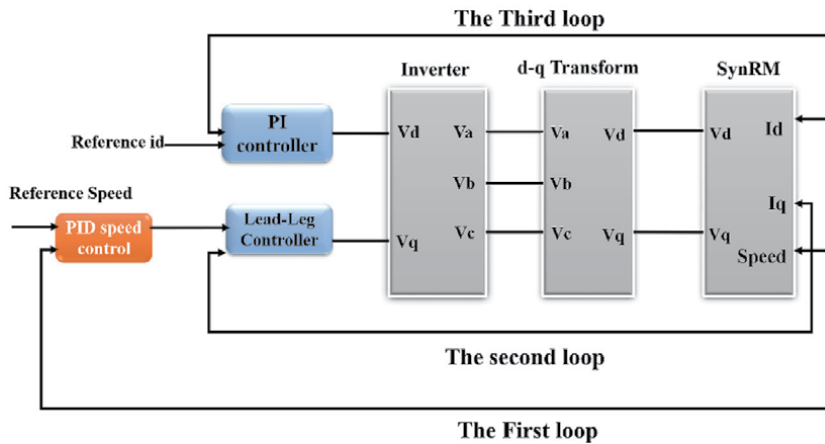 The Third loop
Inverter
d-q Transform
SynRM
PI
controller
Reference id
Vd
Va
Va
Vd
Vd
Id
Reference Speed
Vb
Vb
PID speed
control
Lead-Leg
Controller
Iq
Vq
Vc
Vc
Vq
Vq
Speed
The second loop
The First loop